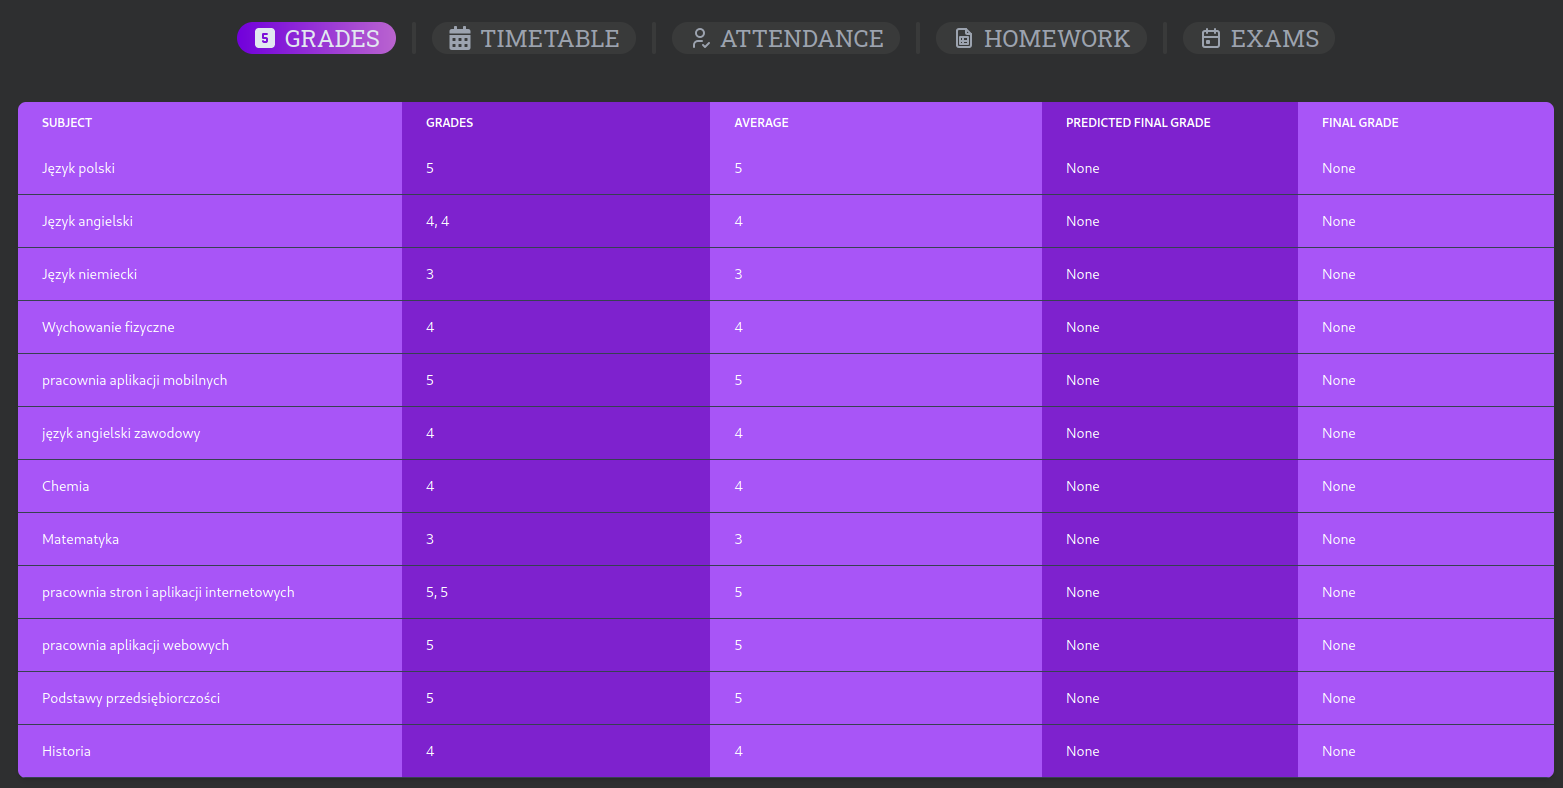 5 GRADES TIMETABLE ATTENDANCE HOMEWORK EXAMS
SUBJECT GRADES AVERAGE PREDICTED FINAL GRADE FINAL GRADE
Język polski 5 5 None None
Język angielski 4, 4 4 None None
Język niemiecki 3 3 None None
Wychowanie fizyczne 4 4 None None
pracownia aplikacji mobilnych 5 5 None None
język angielski zawodowy 4 4 None None
Chemia 4 4 None None
Matematyka 3 3 None None
pracownia stron i aplikacji internetowych 5, 5 5 None None
pracownia aplikacji webowych 5 5 None None
Podstawy przedsiębiorczości 5 5 None None
Historia 4 4 None None